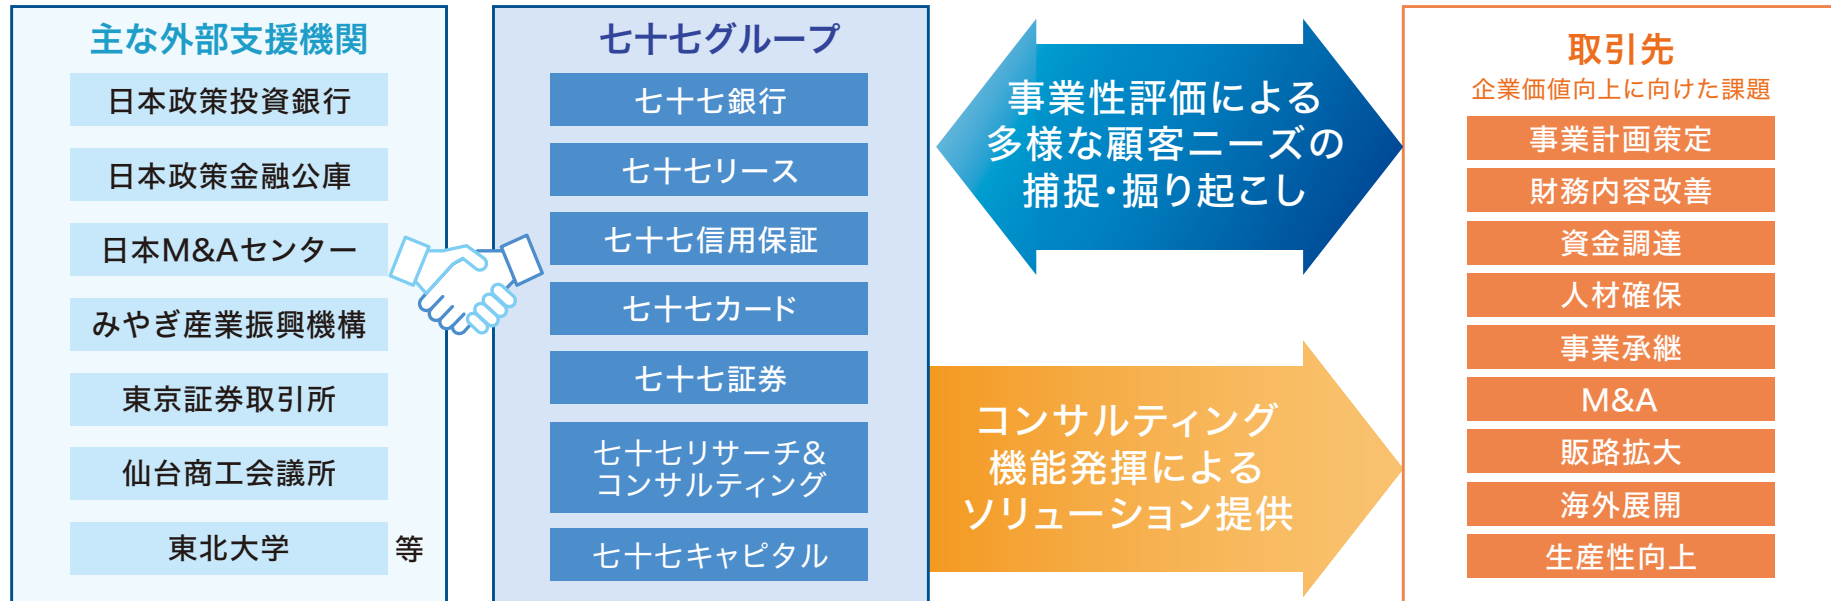 主な外部支援機関
日本政策投資銀行
日本政策金融公庫
日本M&Aセンター
みやぎ産業振興機構
東京証券取引所
仙台商工会議所
東北大学 等
七十七グループ
七十七銀行
七十七リース
七十七信用保証
七十七カード
七十七証券
七十七リサーチ&
コンサルティング
七十七キャピタル
事業性評価による
多様な顧客ニーズの
捕捉・掘り起こし
コンサルティング
機能発揮による
ソリューション提供
取引先
企業価値向上に向けた課題
事業計画策定
財務内容改善
資金調達
人材確保
事業承継
M&A
販路拡大
海外展開
生産性向上